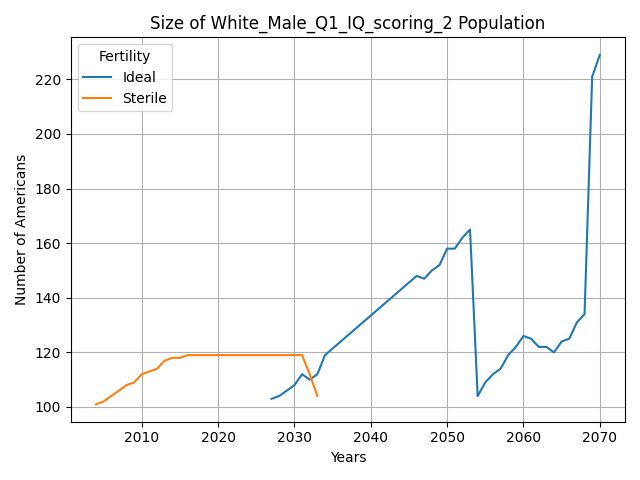 Size of White_Male_Q1_IQ_scoring_2 Population
Fertility
Ideal
Sterile
Number of Americans
220
200
180
160
140
120
100
2010 2020 2030 2040 2050 2060 2070
Years